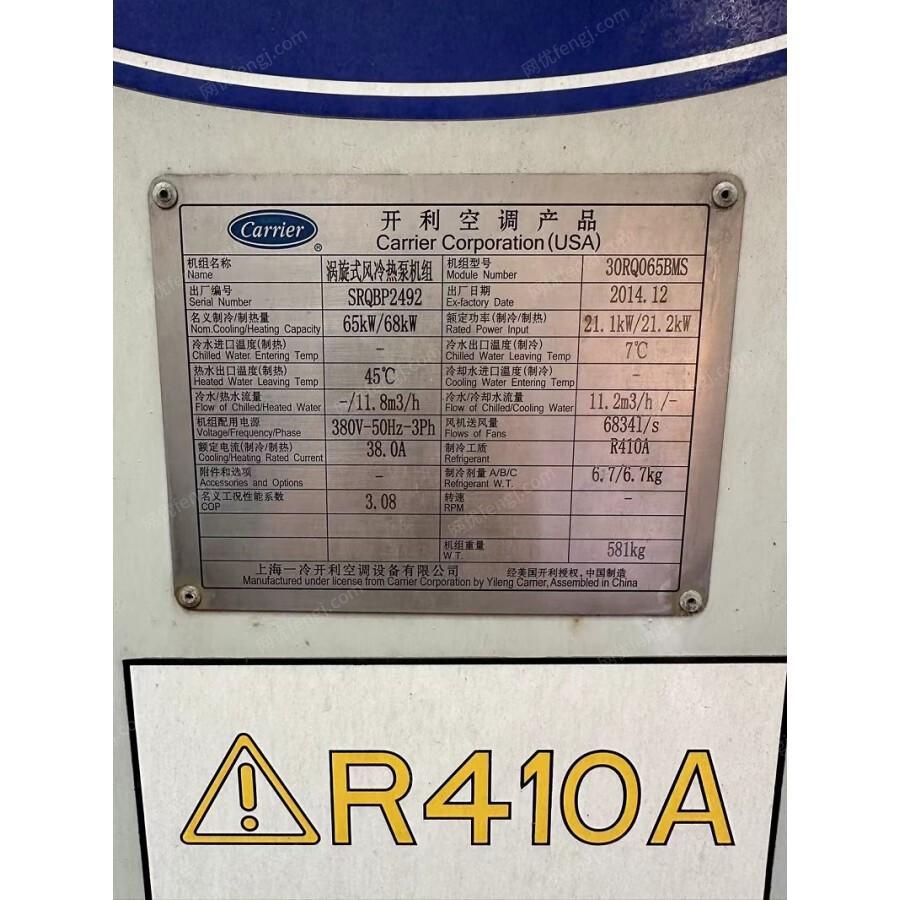 Carrier ®
开利空调产品
Carrier Corporation(USA)
机组名称 涡旋式风冷热泵机组 机组型号 30RQ065BMS
Name Module Number
出厂编号 SRQBP2492 出厂日期 2014.12
Serial Number Ex-factory Date
名义制冷/制热量 65kW/68kW 额定功率(制冷/制热) 21.1kW/21.2kW
Nom.Cooling/Heating Capacity Rated Power Input
冷水进口温度(制热) - 冷水出口温度(制冷) 7℃
Chilled Water Entering Temp Chilled Water Leaving Temp
热水出口温度(制热) 45℃ 冷却水进口温度(制冷) -
Heated Water Leaving Temp Cooling Water Entering Temp
冷水/热水流量 -/11.8m3/h 冷水/冷却水流量 11.2m3/h /-
Flow of Chilled/Heated Water Flow of Chilled/Cooling Water
机组配用电源 380V-50Hz-3Ph 风机送风量 6834l/s
Voltage/Frequency/Phase Flows of Fans
额定电流(制冷/制热) 38.0A 制冷工质 R410A
Cooling/Heating Rated Current Refrigerant
附件和选项 - 制冷剂量 A/B/C 6.7/6.7kg
Accessories and Options Refrigerant W.T.
名义工况性能系数 3.08 转速 -
COP RPM
机组重量 581kg
W.T.
上海一冷开利空调设备有限公司 经美国开利授权,中国制造
Manufactured under license from Carrier Corporation by Yileng Carrier, Assembled in China
R410A
网优fengj.com